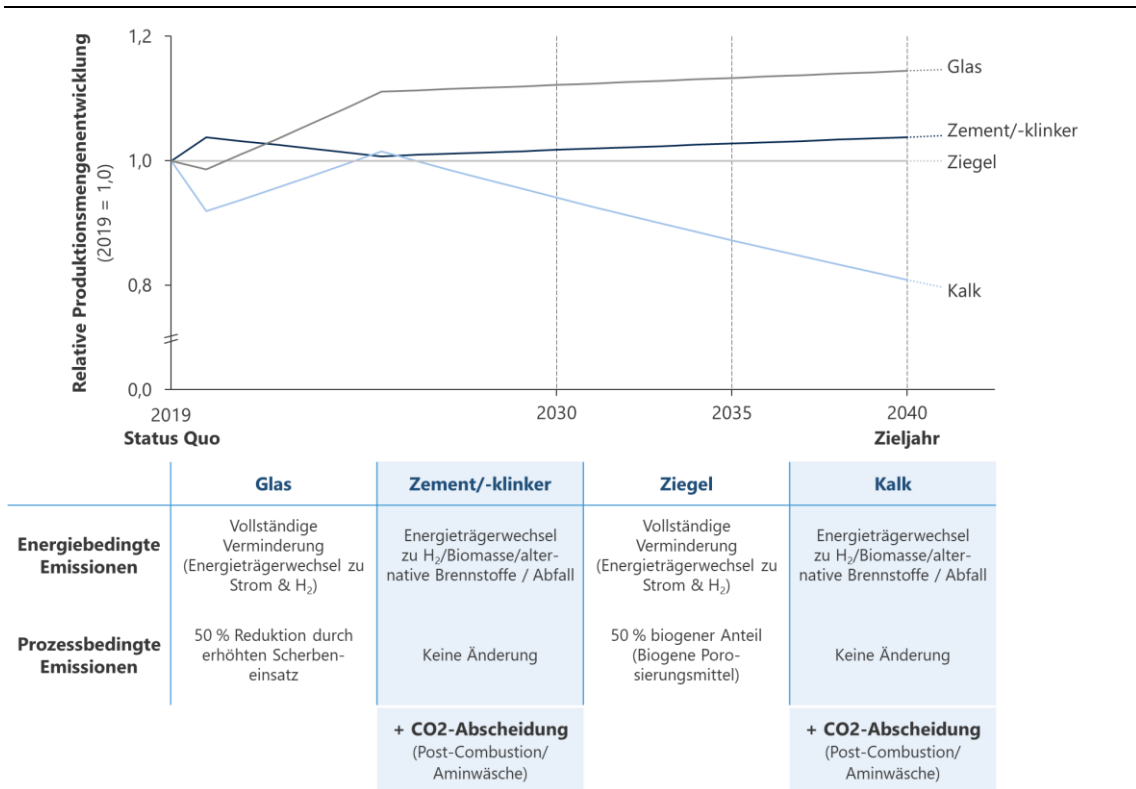 Relative Produktionsmengenentwicklung
(2019 = 1,0)
1,2
1,0
0,8
0,0
Glas
Zement/-klinker
Ziegel
Kalk
2019
2030
2035
2040
Status Quo
Zieljahr
Glas
Zement/-klinker
Ziegel
Kalk
Energiebedingte
Emissionen
Vollständige
Verminderung
(Energieträgerwechsel zu
Strom & H₂)
Energieträgerwechsel
zu H₂/Biomasse/alter-
native Brennstoffe / Abfall
Vollständige
Verminderung
(Energieträgerwechsel zu
Strom & H₂)
Energieträgerwechsel
zu H₂/Biomasse/alter-
native Brennstoffe / Abfall
Prozessbedingte
Emissionen
50 % Reduktion durch
erhöhten Scherben-
einsatz
Keine Änderung
50 % biogener Anteil
(Biogene Poro-
sierungsmittel)
Keine Änderung
+ CO2-Abscheidung
(Post-Combustion/
Aminwäsche)
+ CO2-Abscheidung
(Post-Combustion/
Aminwäsche)